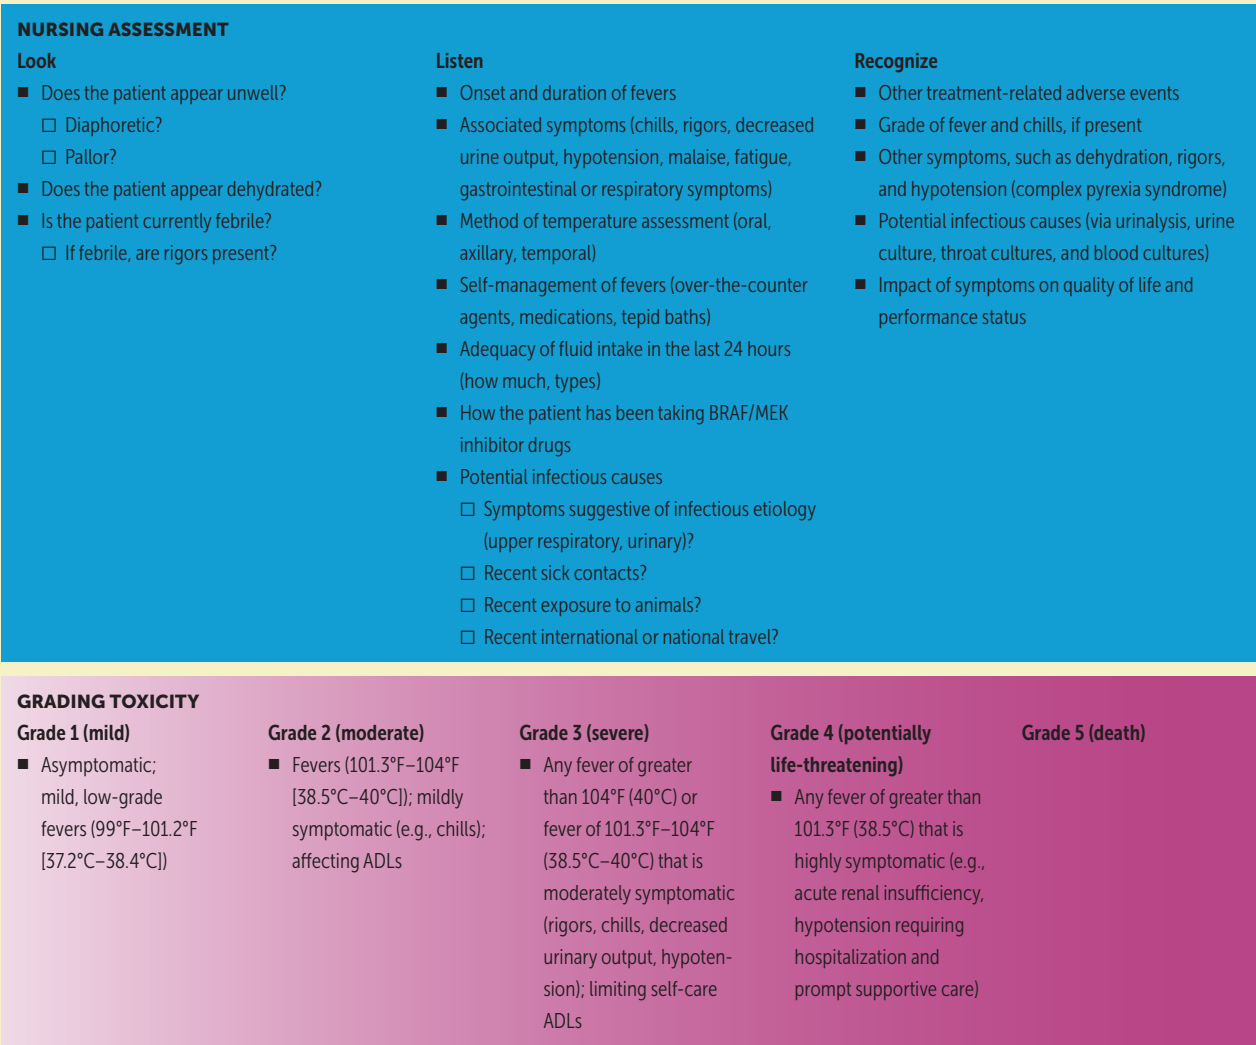 NURSING ASSESSMENT
Look
■ Does the patient appear unwell?
□ Diaphoretic?
□ Pallor?
■ Does the patient appear dehydrated?
■ Is the patient currently febrile?
□ If febrile, are rigors present?
Listen
■ Onset and duration of fevers
■ Associated symptoms (chills, rigors, decreased
urine output, hypotension, malaise, fatigue,
gastrointestinal or respiratory symptoms)
■ Method of temperature assessment (oral,
axillary, temporal)
■ Self-management of fevers (over-the-counter
agents, medications, tepid baths)
■ Adequacy of fluid intake in the last 24 hours
(how much, types)
■ How the patient has been taking BRAF/MEK
inhibitor drugs
■ Potential infectious causes
□ Symptoms suggestive of infectious etiology
(upper respiratory, urinary)?
□ Recent sick contacts?
□ Recent exposure to animals?
□ Recent international or national travel?
Recognize
■ Other treatment-related adverse events
■ Grade of fever and chills, if present
■ Other symptoms, such as dehydration, rigors,
and hypotension (complex pyrexia syndrome)
■ Potential infectious causes (via urinalysis, urine
culture, throat cultures, and blood cultures)
■ Impact of symptoms on quality of life and
performance status
GRADING TOXICITY
Grade 1 (mild)
■ Asymptomatic;
mild, low-grade
fevers (99°F–101.2°F
[37.2°C–38.4°C])
Grade 2 (moderate)
■ Fevers (101.3°F–104°F
[38.5°C–40°C]); mildly
symptomatic (e.g., chills);
affecting ADLs
Grade 3 (severe)
■ Any fever of greater
than 104°F (40°C) or
fever of 101.3°F–104°F
(38.5°C–40°C) that is
moderately symptomatic
(rigors, chills, decreased
urinary output, hypoten-
sion); limiting self-care
ADLs
Grade 4 (potentially
life-threatening)
■ Any fever of greater than
101.3°F (38.5°C) that is
highly symptomatic (e.g.,
acute renal insufficiency,
hypotension requiring
hospitalization and
prompt supportive care)
Grade 5 (death)